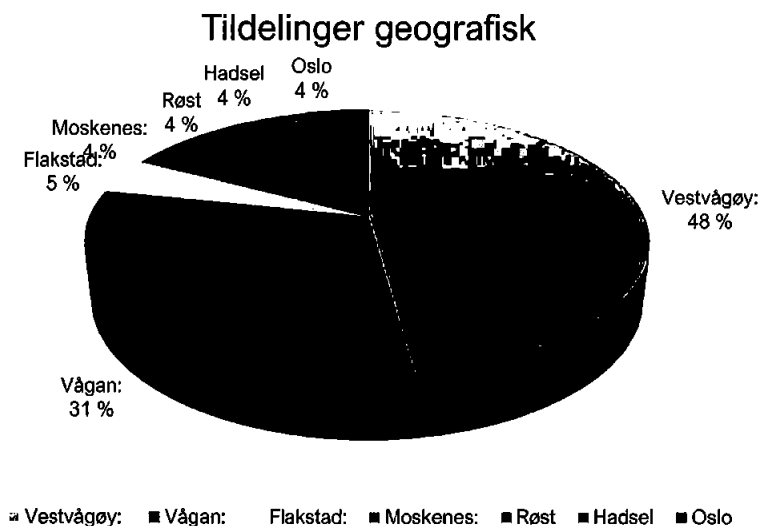 Tildelinger geografisk
Oslo
4 %
Hadsel
4 %
Røst
4 %
Moskenes:
4 %
Flakstad:
5 %
Vestvågøy:
48 %
Vågan:
31 %
Vestvågøy: Vågan: Flakstad: Moskenes: Røst Hadsel Oslo